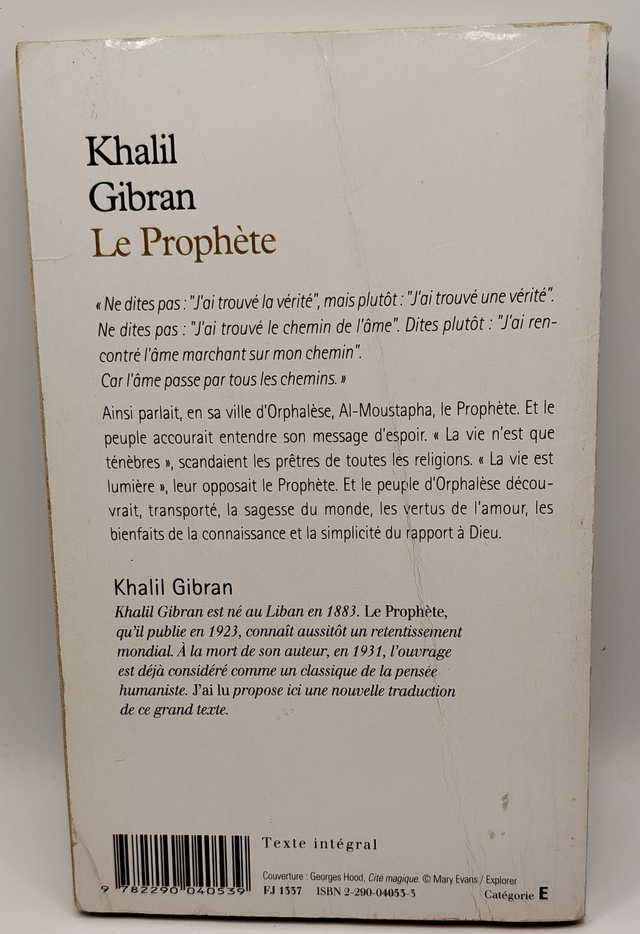 Khalil
Gibran
Le Prophète
« Ne dites pas : "J'ai trouvé la vérité", mais plutôt : "J'ai trouvé une vérité".
Ne dites pas : "J'ai trouvé le chemin de l'âme". Dites plutôt : "J'ai ren-
contré l'âme marchant sur mon chemin".
Car l'âme passe par tous les chemins. »
Ainsi parlait, en sa ville d'Orphalèse, Al-Moustapha, le Prophète. Et le
peuple accourait entendre son message d'espoir. « La vie n'est que
ténèbres », scandaient les prêtres de toutes les religions. « La vie est
lumière », leur opposait le Prophète. Et le peuple d'Orphalèse décou-
vrait, transporté, la sagesse du monde, les vertus de l'amour, les
bienfaits de la connaissance et la simplicité du rapport à Dieu.
Khalil Gibran
Khalil Gibran est né au Liban en 1883. Le Prophète,
qu'il publie en 1923, connaît aussitôt un retentissement
mondial. À la mort de son auteur, en 1931, l'ouvrage
est déjà considéré comme un classique de la pensée
humaniste. J'ai lu propose ici une nouvelle traduction
de ce grand texte.
Texte intégral
Couverture : Georges Hood, Cité magique. © Mary Evans / Explorer
9 782290 040539
FJ 1337 ISBN 2-290-04053-3
Catégorie E